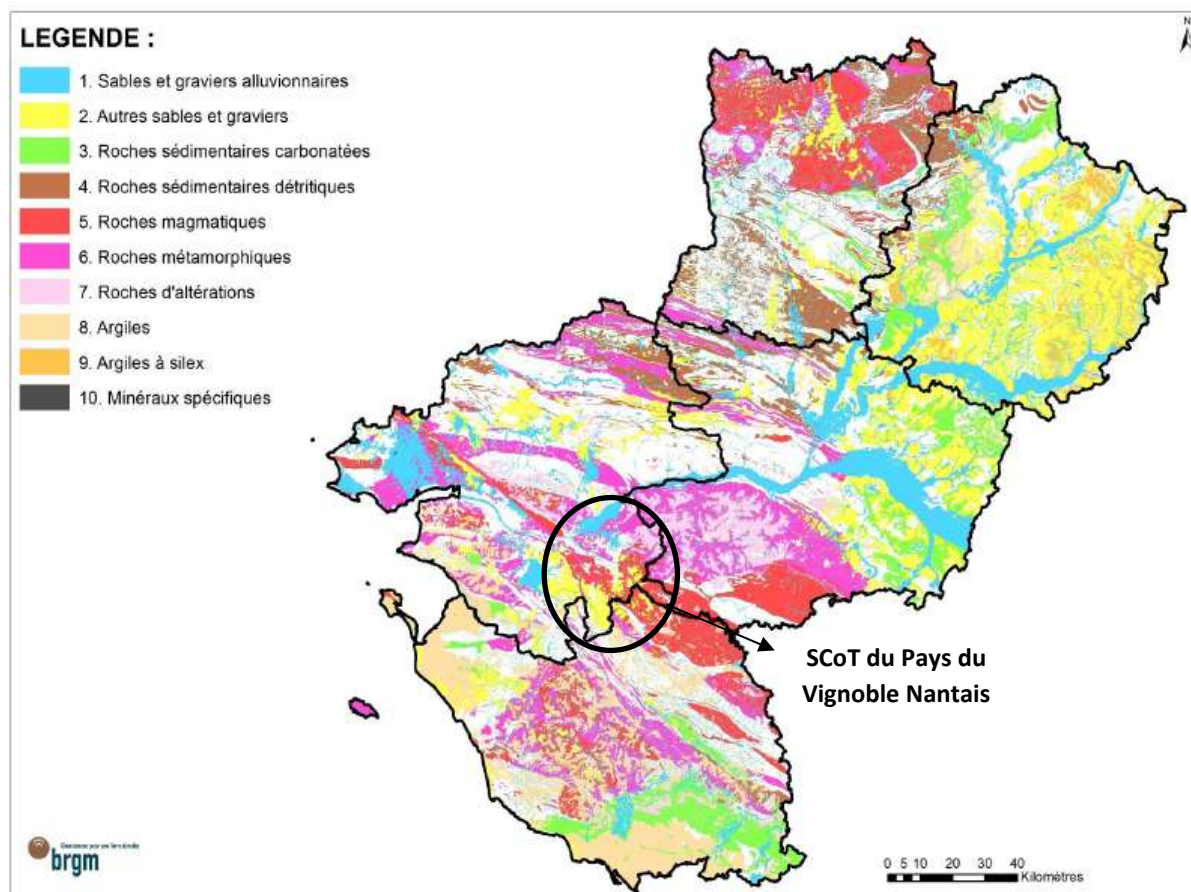 LEGENDE :
1. Sables et graviers alluvionnaires
2. Autres sables et graviers
3. Roches sédimentaires carbonatées
4. Roches sédimentaires détritiques
5. Roches magmatiques
6. Roches métamorphiques
7. Roches d'altérations
8. Argiles
9. Argiles à silex
10. Minéraux spécifiques
N
SCoT du Pays du
Vignoble Nantais
brgm
0 5 10 20 30 40
Kilométres